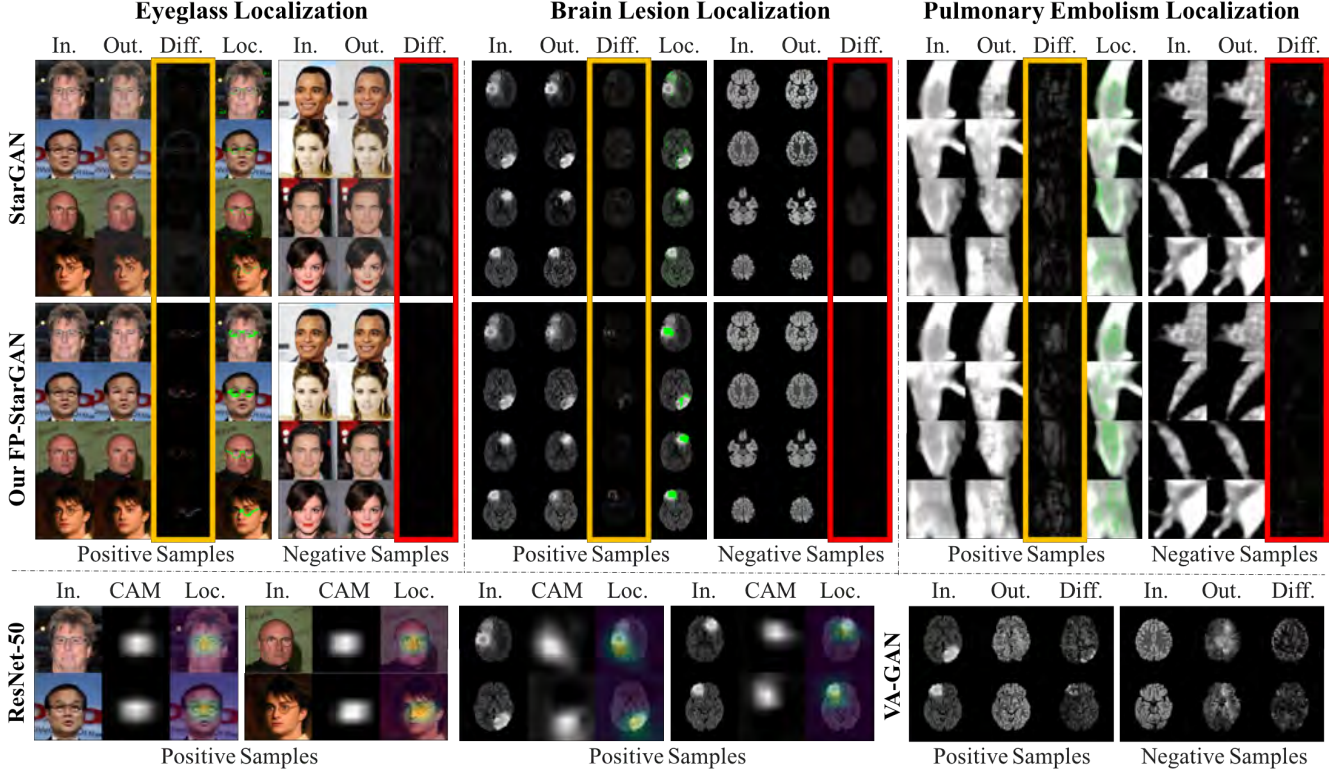 Eyeglass Localization
Brain Lesion Localization
Pulmonary Embolism Localization
In. Out. Diff. Loc. In. Out. Diff.
In. Out. Diff. Loc. In. Out. Diff.
In. Out. Diff. Loc. In. Out. Diff.
StarGAN
Our FP-StarGAN
Positive Samples
Negative Samples
Positive Samples
Negative Samples
Positive Samples
Negative Samples
In. CAM Loc. In. CAM Loc.
In. CAM Loc. In. CAM Loc.
In. Out. Diff. In. Out. Diff.
ResNet-50
VA-GAN
Positive Samples
Positive Samples
Positive Samples
Negative Samples